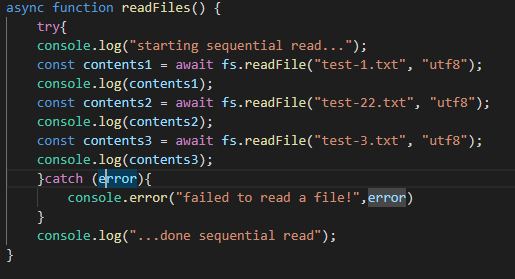 async function readFiles() {
    try{
    console.log("starting sequential read...");
    const contents1 = await fs.readFile("test-1.txt", "utf8");
    console.log(contents1);
    const contents2 = await fs.readFile("test-22.txt", "utf8");
    console.log(contents2);
    const contents3 = await fs.readFile("test-3.txt", "utf8");
    console.log(contents3);
    }catch (error){
        console.error("failed to read a file!",error)
    }
    console.log("...done sequential read");
}